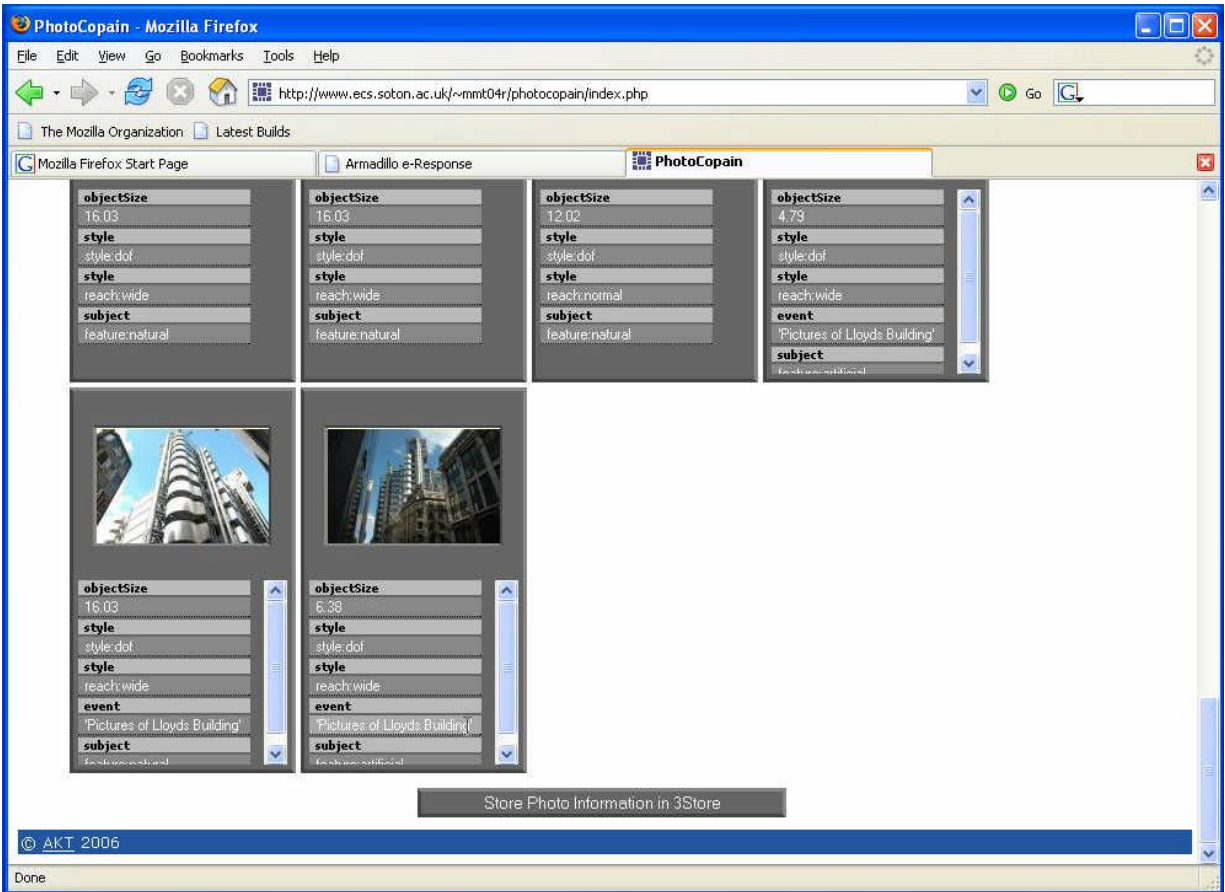 PhotoCopain - Mozilla Firefox
File Edit View Go Bookmarks Tools Help
http://www.ecs.soton.ac.uk/~mmt04r/photocopain/index.php Go G
The Mozilla Organization Latest Builds
G Mozilla Firefox Start Page Armadillo e-Response PhotoCopain
objectSize objectSize objectSize objectSize
16.03 16.03 12.02 4.79
style style style style
style:dof style:dof style:dof style:dof
style style style style
reach:wide reach:wide reach:normal reach:wide
subject subject subject event
feature:natural feature:natural feature:natural 'Pictures of Lloyds Building'
subject
feature:artificial
objectSize objectSize
16.03 6.38
style style
style:dof style:dof
style style
reach:wide reach:wide
event event
'Pictures of Lloyds Building' 'Pictures of Lloyds Building'
subject subject
feature:natural feature:artificial
Store Photo Information in 3Store
© AKT 2006
Done